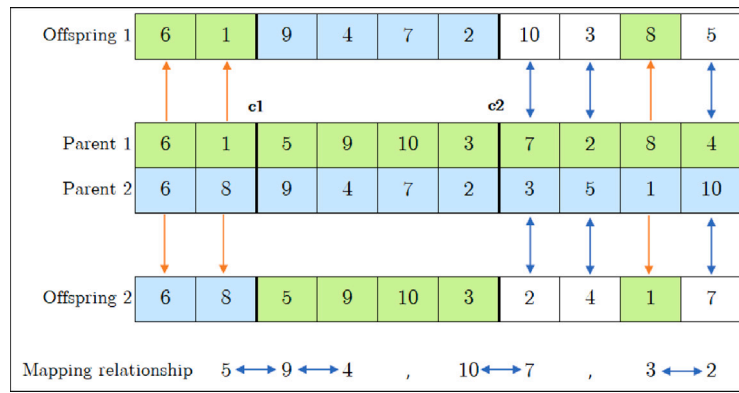 Offspring 1 6 1 9 4 7 2 10 3 8 5
c1 c2
Parent 1 6 1 5 9 10 3 7 2 8 4
Parent 2 6 8 9 4 7 2 3 5 1 10
Offspring 2 6 8 5 9 10 3 2 4 1 7
Mapping relationship 5 9 4 , 10 7 , 3 2